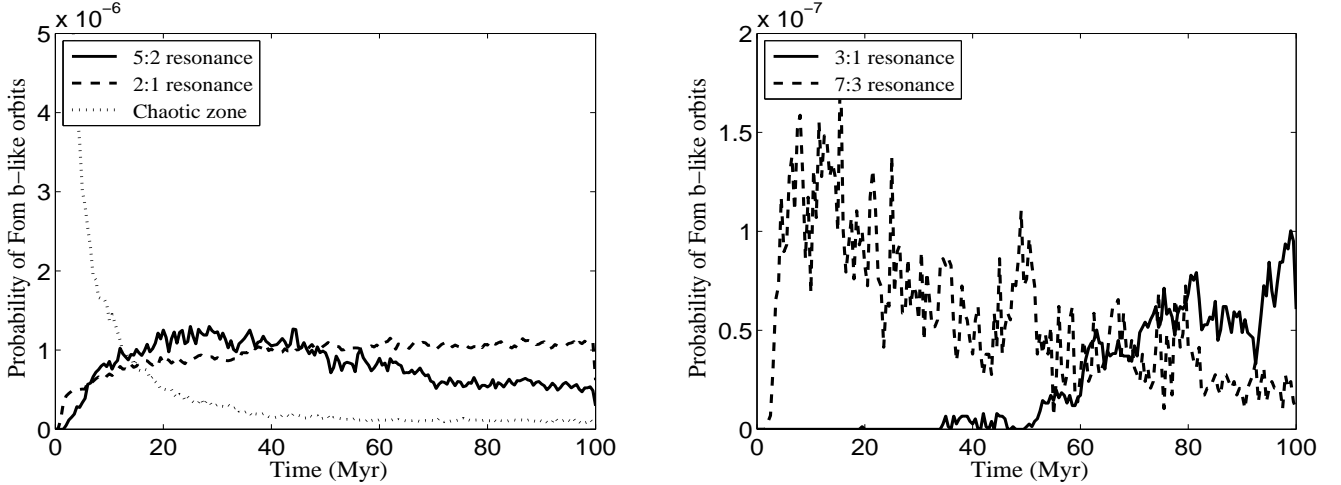 x 10⁻⁶
5
4
3
2
1
0
0 20 40 60 80 100
Probability of Fom b−like orbits
Time (Myr)
5:2 resonance
2:1 resonance
Chaotic zone
x 10⁻⁷
2
1.5
1
0.5
0
0 20 40 60 80 100
Probability of Fom b−like orbits
Time (Myr)
3:1 resonance
7:3 resonance